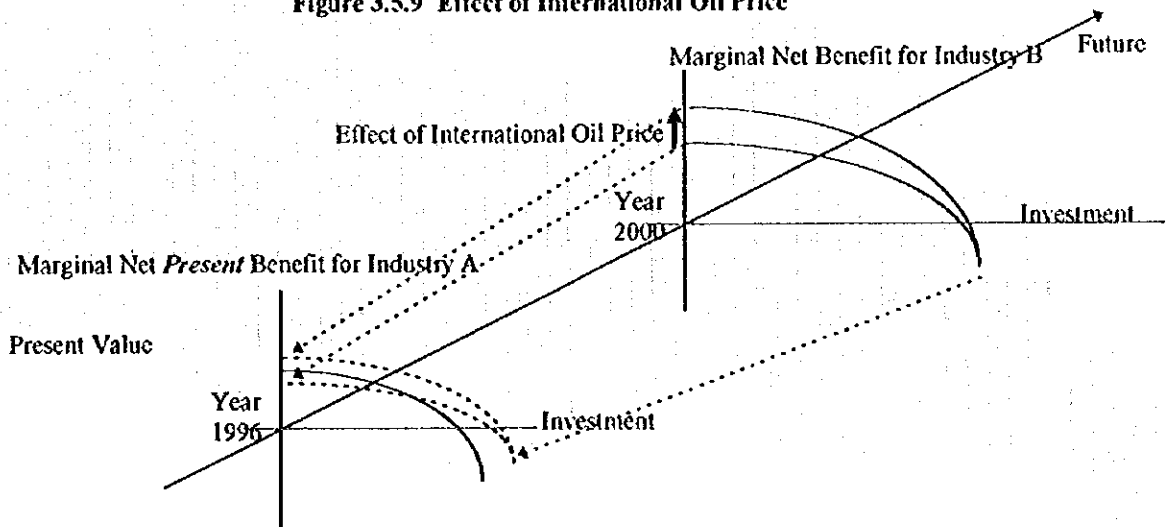 Figure 3.5.9 Effect of International Oil Price
Future
Marginal Net Benefit for Industry B
Effect of International Oil Price
Year
2000
Investment
Marginal Net Present Benefit for Industry A
Present Value
Year
1996
Investment